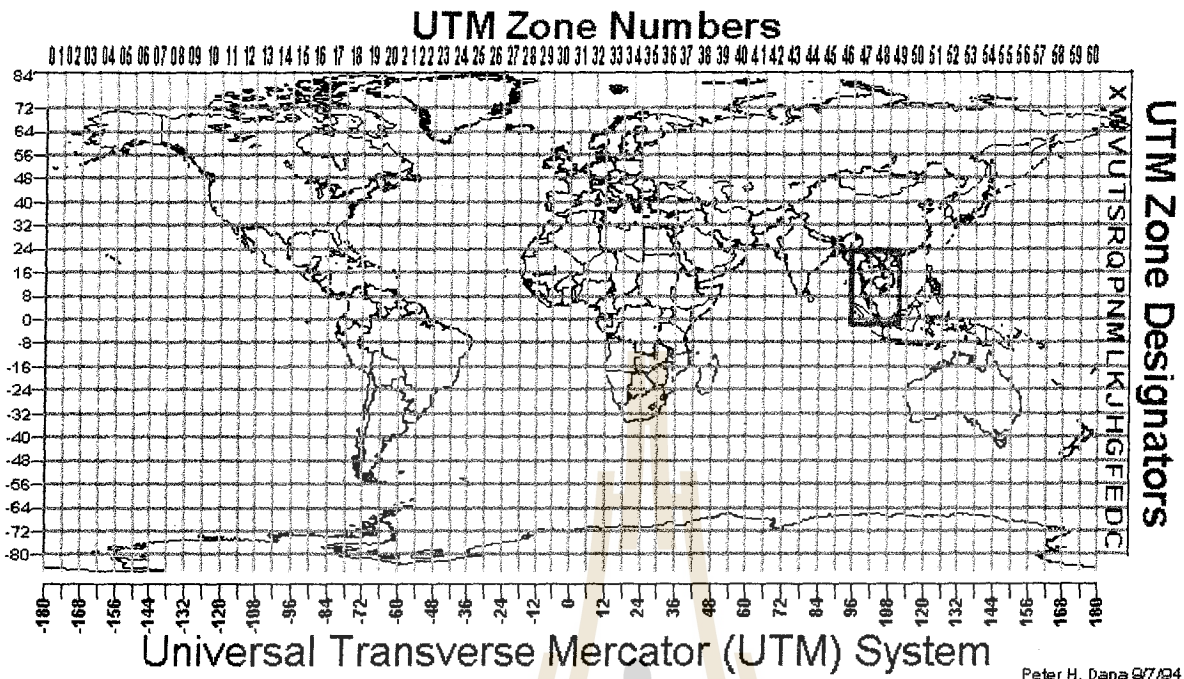 UTM Zone Numbers
01 02 03 04 05 06 07 08 09 10 11 12 13 14 15 16 17 18 19 20 21 22 23 24 25 26 27 28 29 30 31 32 33 34 35 36 37 38 39 40 41 42 43 44 45 46 47 48 49 50 51 52 53 54 55 56 57 58 59 60
84
72
64
56
48
40
32
24
16
8
0
-8
-16
-24
-32
-40
-48
-56
-64
-72
-80
X
W
V
U
T
S
R
Q
P
N
M
L
K
J
H
G
F
E
D
C
UTM Zone Designators
-180 -168 -156 -144 -132 -120 -108 -96 -84 -72 -60 -48 -36 -24 -12 0 12 24 36 48 60 72 84 96 108 120 132 144 156 168 180
Universal Transverse Mercator (UTM) System
Peter H. Dana 9/7/94